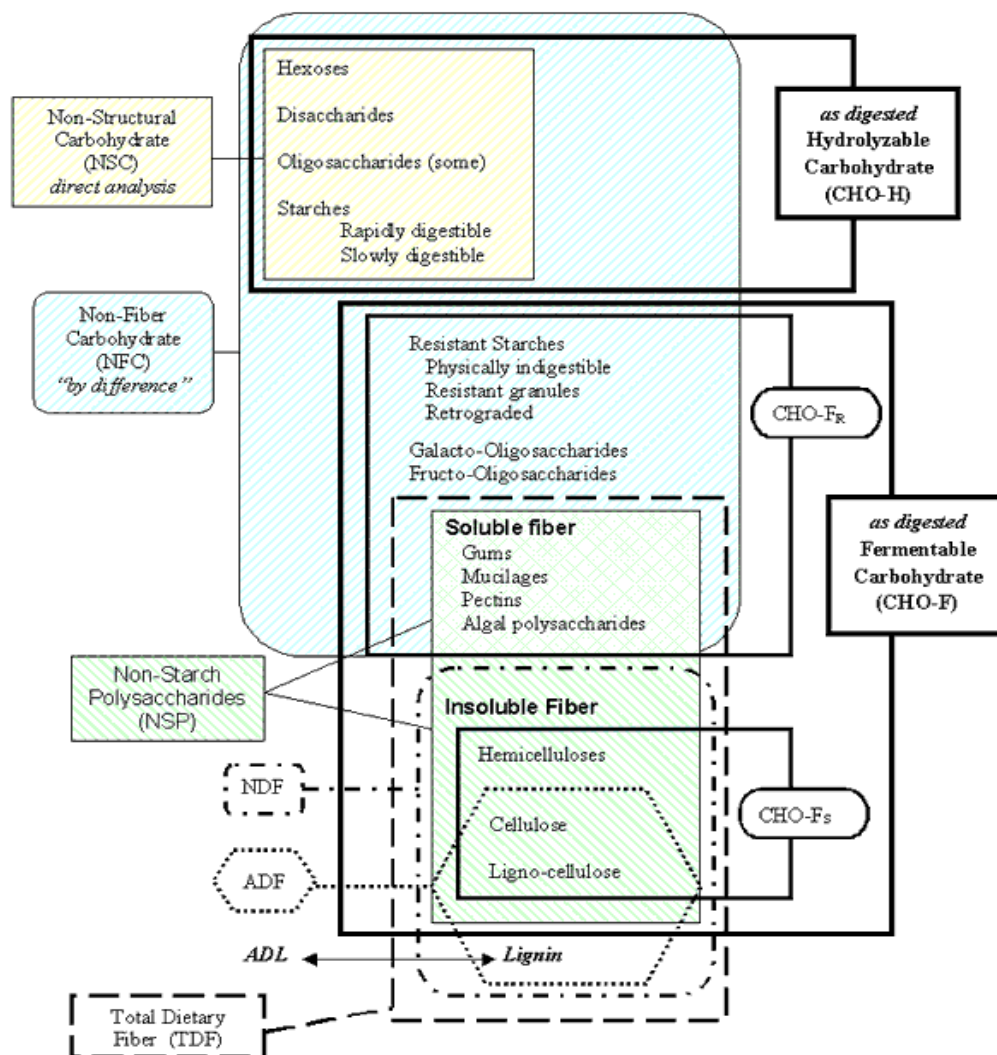 Hexoses
Disaccharides
Oligosaccharides (some)
Starches
Rapidly digestible
Slowly digestible
Non-Structural
Carbohydrate
(NSC)
direct analysis
as digested
Hydrolyzable
Carbohydrate
(CHO-H)
Non-Fiber
Carbohydrate
(NFC)
“by difference”
Resistant Starches
Physically indigestible
Resistant granules
Retrograded
Galacto-Oligosaccharides
Fructo-Oligosaccharides
CHO-FR
as digested
Fermentable
Carbohydrate
(CHO-F)
Soluble fiber
Gums
Mucilages
Pectins
Algal polysaccharides
Non-Starch
Polysaccharides
(NSP)
Insoluble Fiber
Hemicelluloses
NDF
Cellulose
CHO-FS
Ligno-cellulose
ADF
ADL
Lignin
Total Dietary
Fiber (TDF)